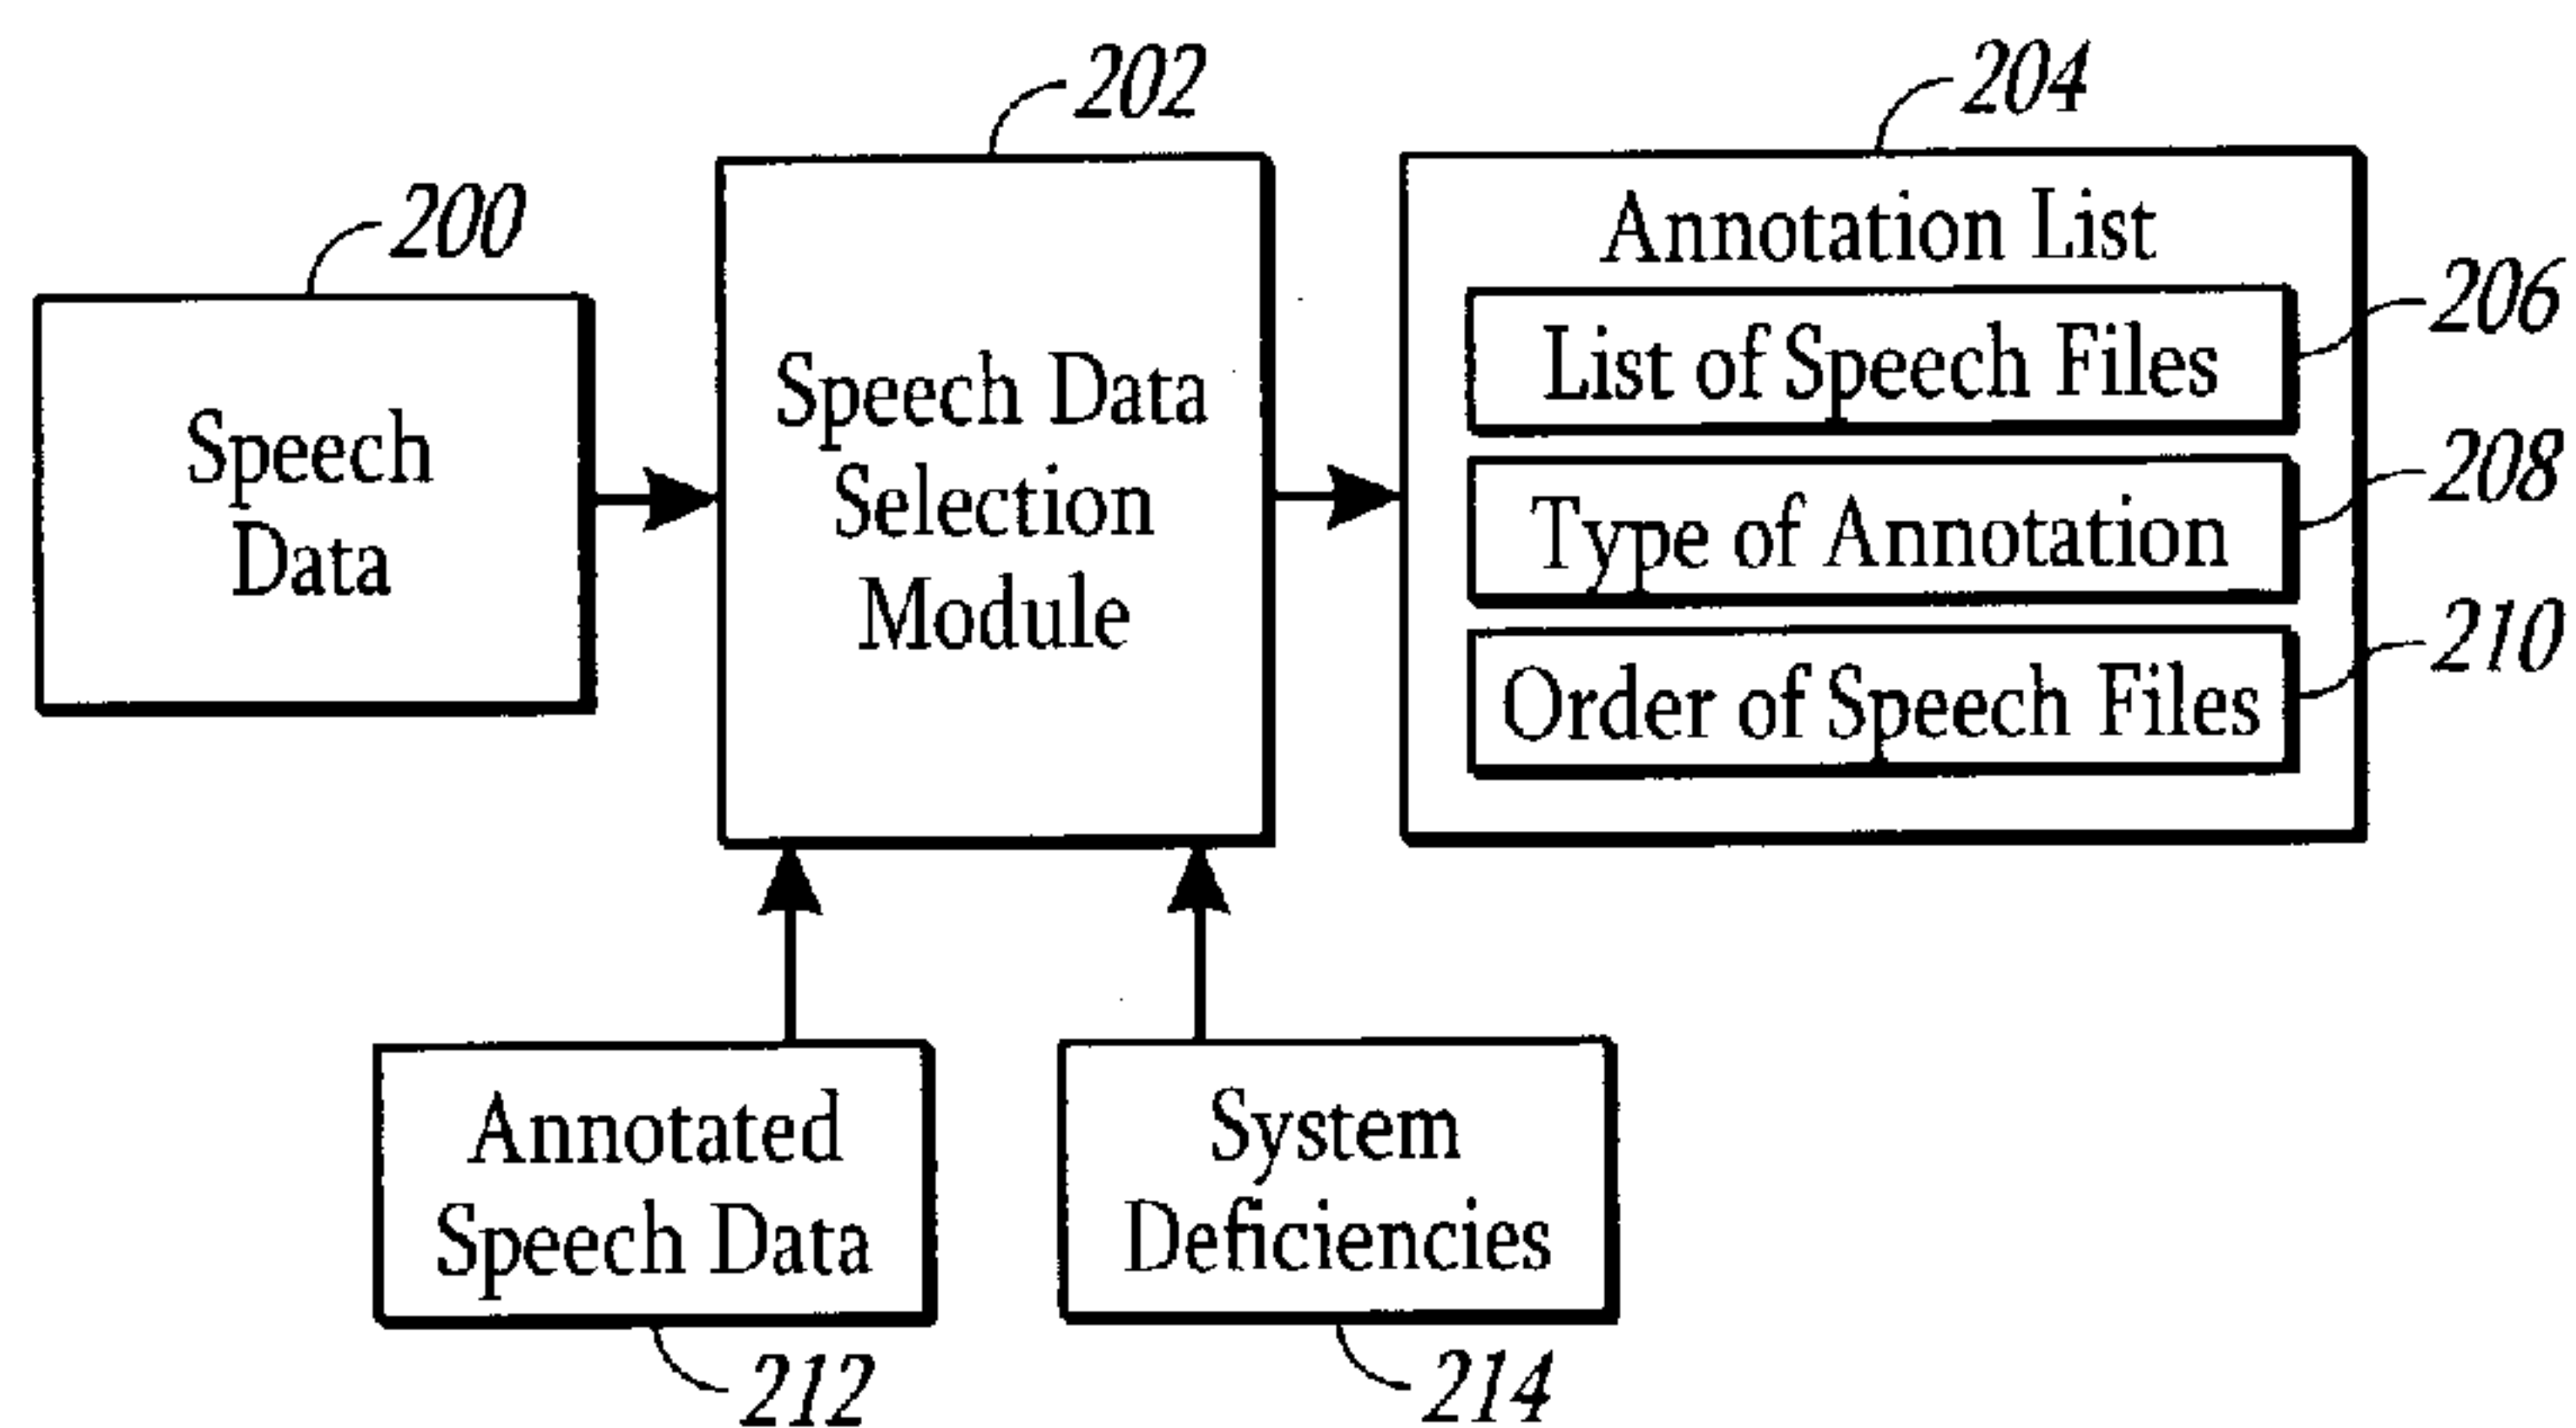 200
Speech
Data
202
Speech Data
Selection
Module
204
Annotation List
List of Speech Files
206
Type of Annotation
208
Order of Speech Files
210
Annotated
Speech Data
212
System
Deficiencies
214